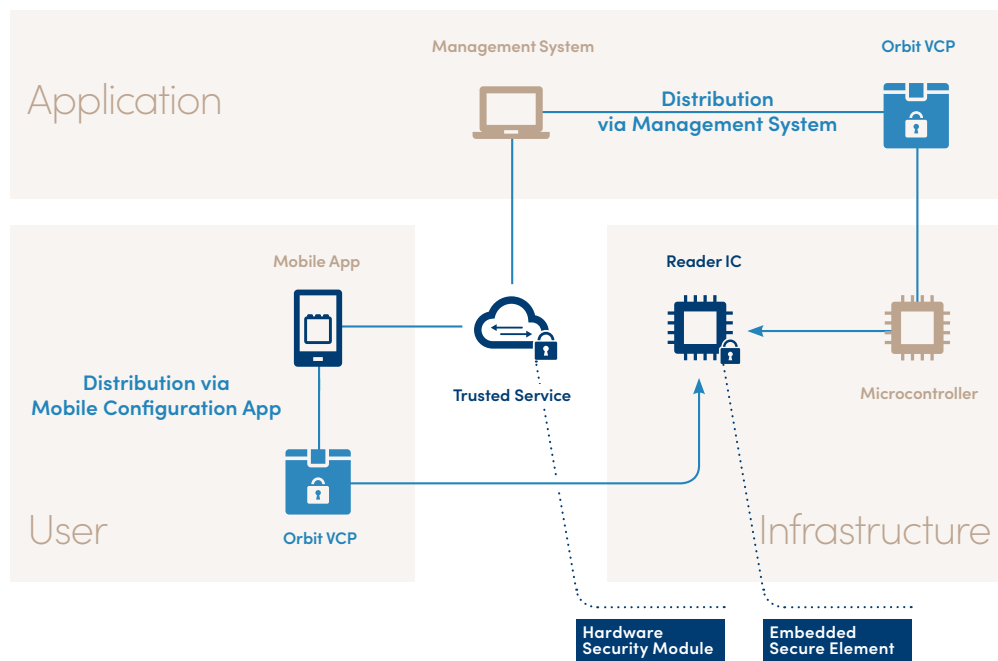 Management System
Orbit VCP
Application
Distribution
via Management System
Mobile App
Reader IC
Distribution via
Mobile Configuration App
Trusted Service
Microcontroller
User
Orbit VCP
Infrastructure
Hardware
Security Module
Embedded
Secure Element